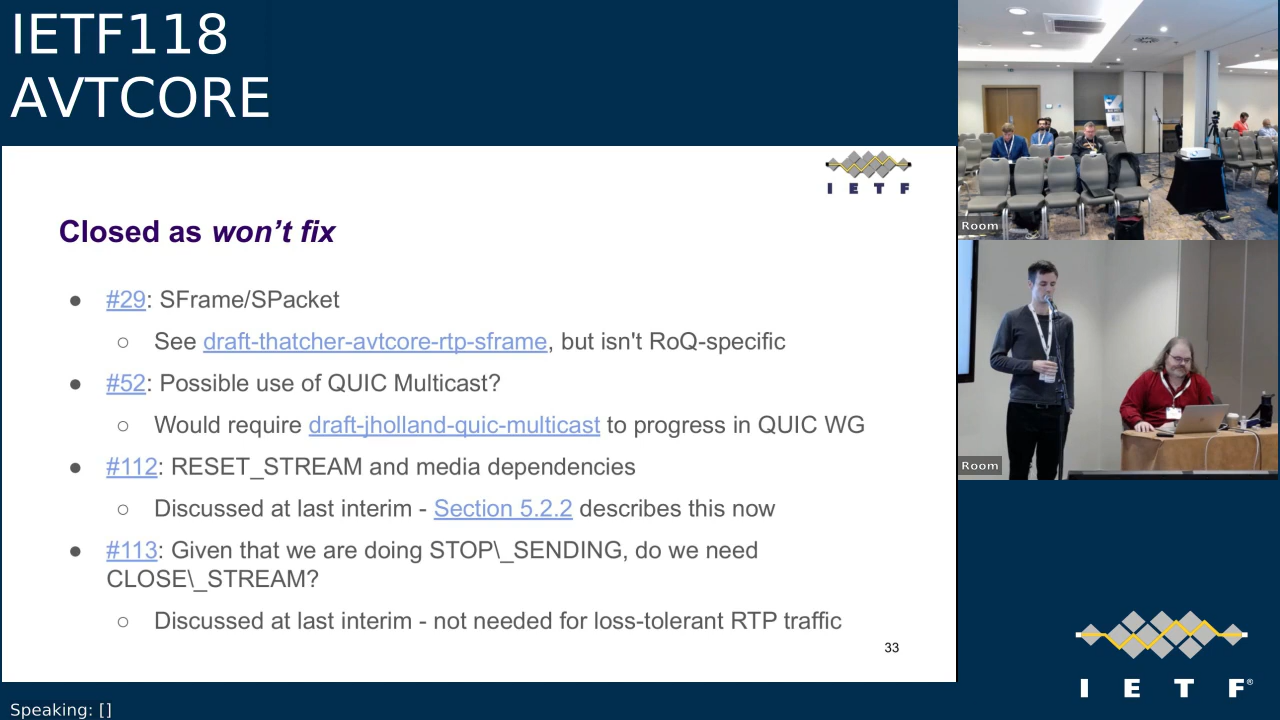 IETF118
AVTCORE
I E T F
Closed as won't fix
● #29: SFrame/SPacket
○ See draft-thatcher-avtcore-rtp-sframe, but isn't RoQ-specific
● #52: Possible use of QUIC Multicast?
○ Would require draft-jholland-quic-multicast to progress in QUIC WG
● #112: RESET_STREAM and media dependencies
○ Discussed at last interim - Section 5.2.2 describes this now
● #113: Given that we are doing STOP\_SENDING, do we need
CLOSE\_STREAM?
○ Discussed at last interim - not needed for loss-tolerant RTP traffic
33
Room
Room
I E T F®
Speaking: []